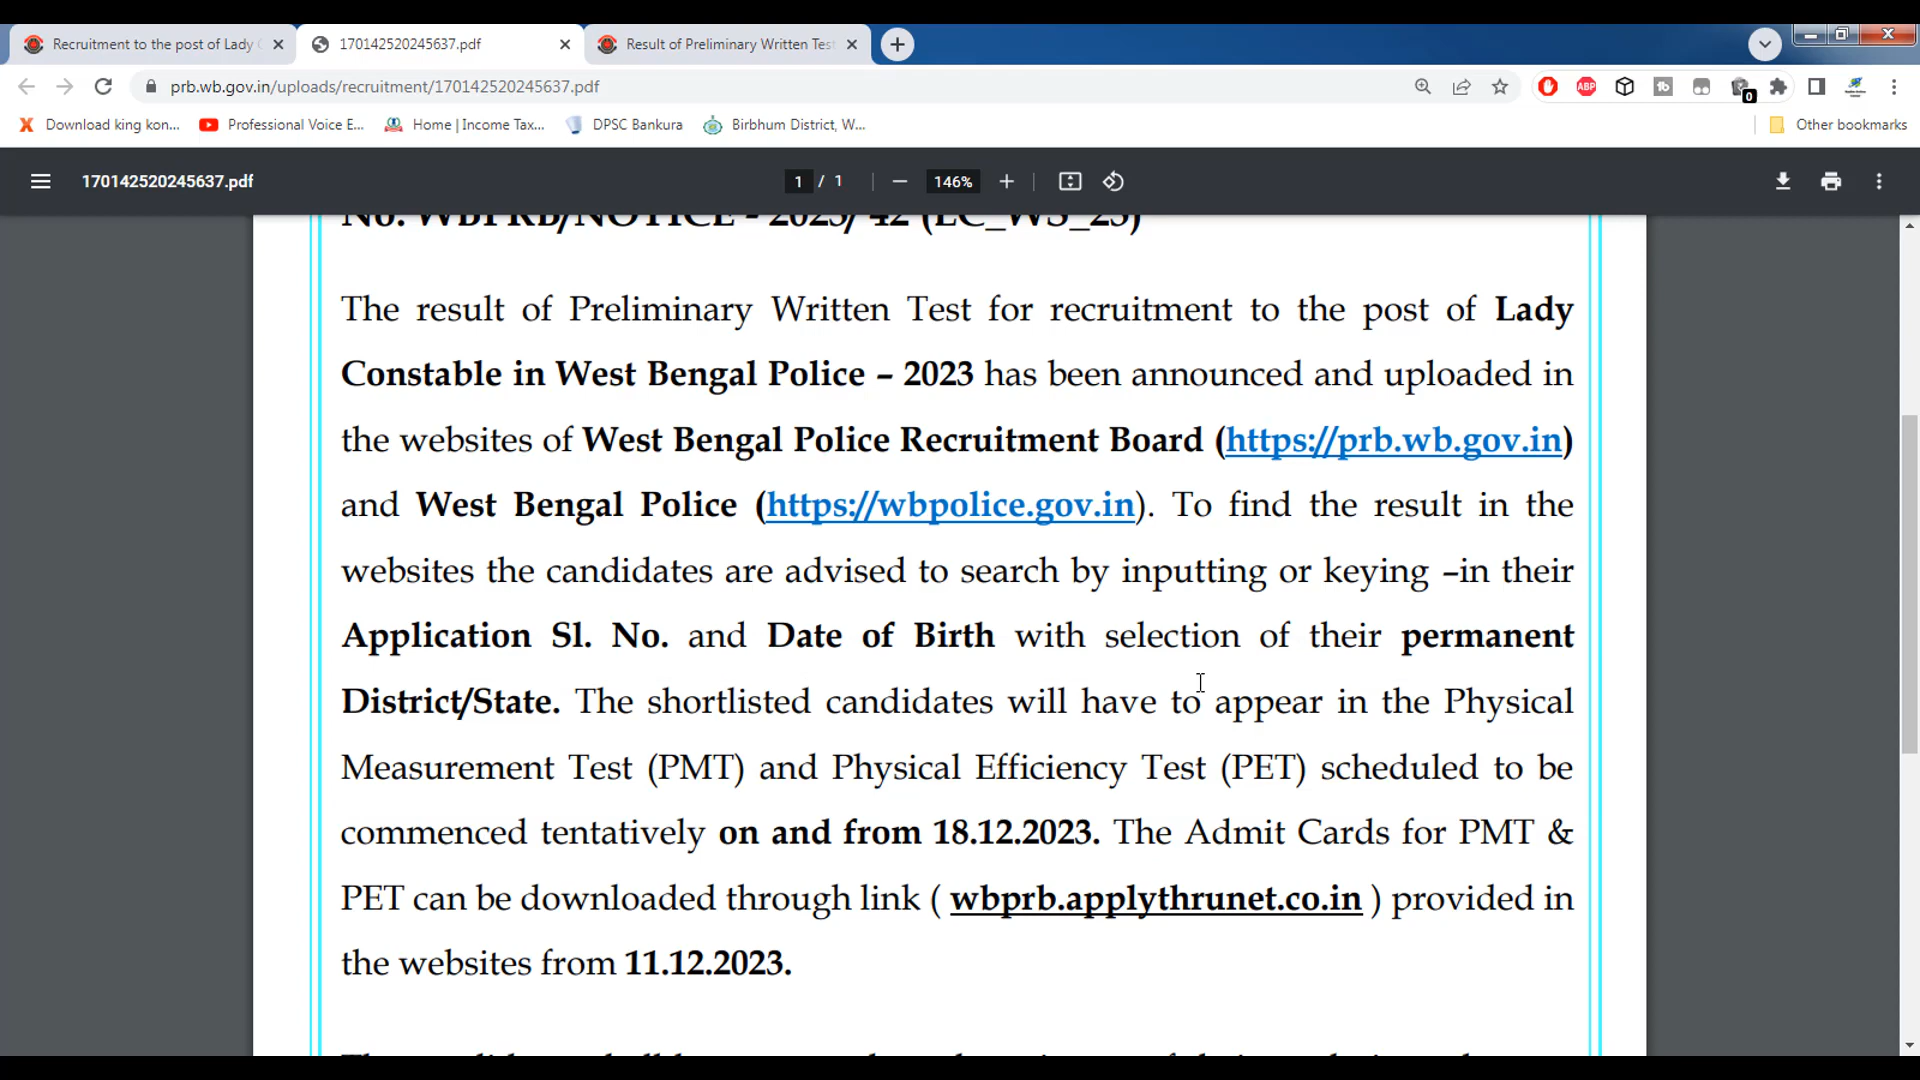 Recruitment to the post of Lady C
170142520245637.pdf
Result of Preliminary Written Test
prb.wb.gov.in/uploads/recruitment/170142520245637.pdf
ABP
0
Download king kon...
Professional Voice E...
Home | Income Tax...
DPSC Bankura
Birbhum District, W...
Other bookmarks
170142520245637.pdf
1 / 1
146%
No. WBPRB/NOTICE - 2023/ 42 (LC_WS_23)
The result of Preliminary Written Test for recruitment to the post of Lady
Constable in West Bengal Police – 2023 has been announced and uploaded in
the websites of West Bengal Police Recruitment Board (https://prb.wb.gov.in)
and West Bengal Police (https://wbpolice.gov.in). To find the result in the
websites the candidates are advised to search by inputting or keying –in their
Application Sl. No. and Date of Birth with selection of their permanent
District/State. The shortlisted candidates will have to appear in the Physical
Measurement Test (PMT) and Physical Efficiency Test (PET) scheduled to be
commenced tentatively on and from 18.12.2023. The Admit Cards for PMT &
PET can be downloaded through link ( wbprb.applythrunet.co.in ) provided in
the websites from 11.12.2023.